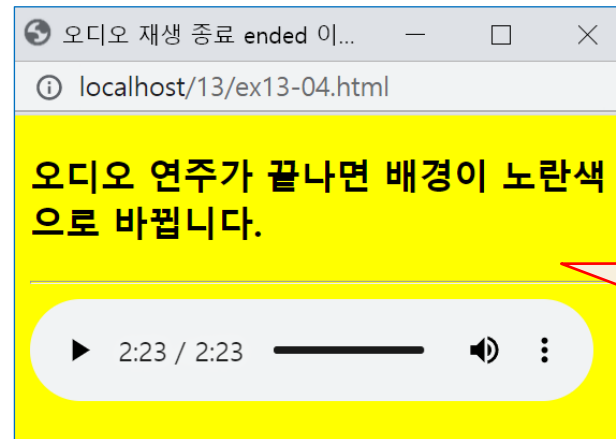 오디오 재생 종료 ended 이...
localhost/13/ex13-04.html
오디오 연주가 끝나면 배경이 노란색
으로 바뀝니다.
2:23 / 2:23